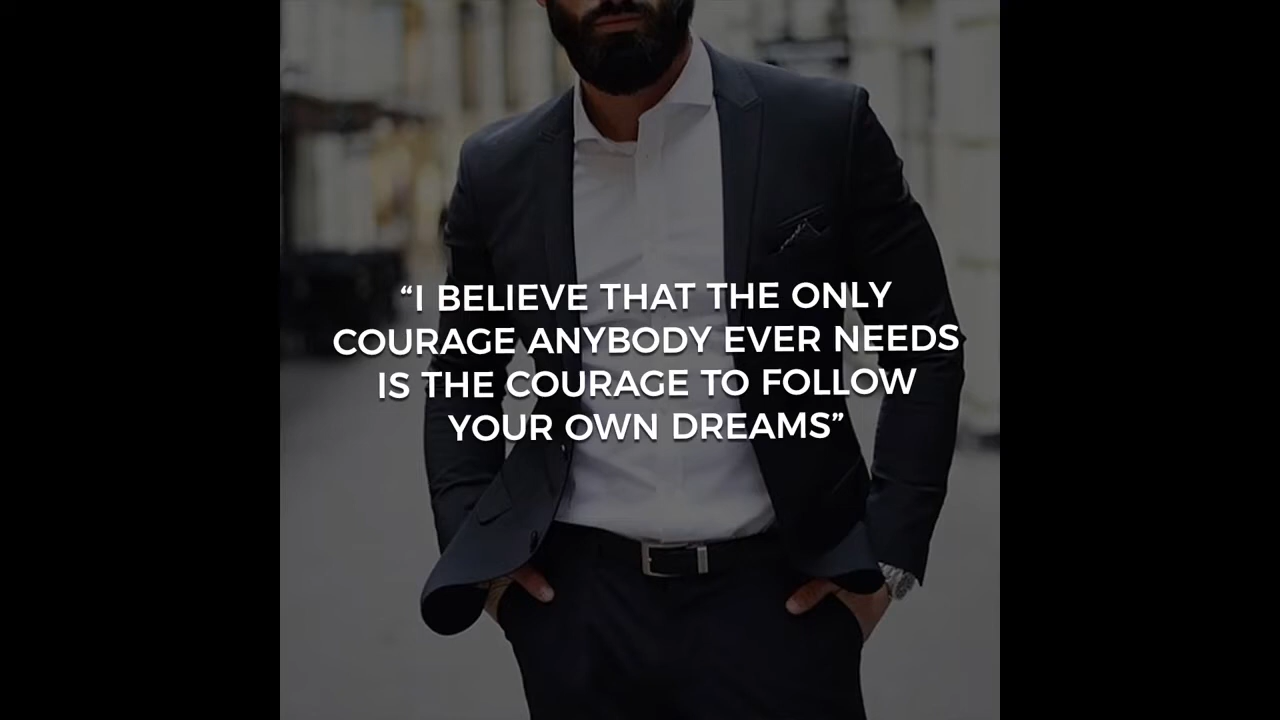 “I BELIEVE THAT THE ONLY
COURAGE ANYBODY EVER NEEDS
IS THE COURAGE TO FOLLOW
YOUR OWN DREAMS”